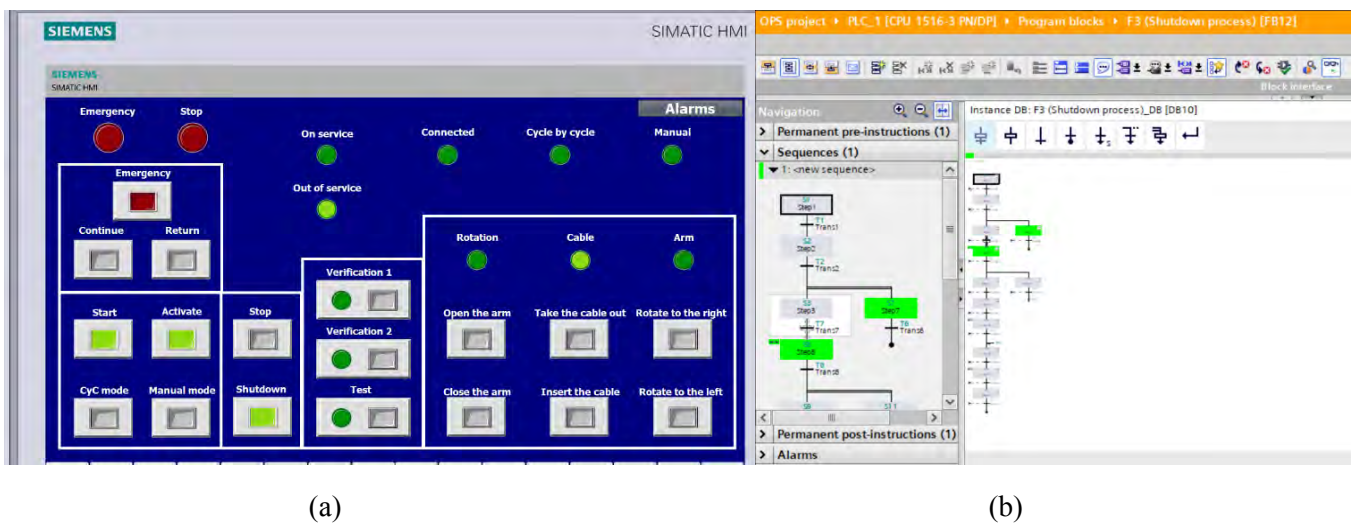 SIEMENS
SIMATIC HMI
SIEMENS
SIMATIC HMI
Alarms
Emergency
Stop
On service
Connected
Cycle by cycle
Manual
Emergency
Out of service
Continue
Return
Rotation
Cable
Arm
Verification 1
Start
Activate
Stop
Open the arm
Take the cable out
Rotate to the right
Verification 2
CyC mode
Manual mode
Shutdown
Test
Close the arm
Insert the cable
Rotate to the left
(a)
OPS project PLC_1 [CPU 1516-3 PN/DP] Program blocks F3 (Shutdown process) [FB12]
Block interface
Navigation
Permanent pre-instructions (1)
Sequences (1)
1: <new sequence>
S1
Step1
T1
Trans1
S2
Step2
T2
Trans2
Step7
T7
Trans7
T6
Trans6
Trans8
S11
Permanent post-instructions (1)
Alarms
Instance DB: F3 (Shutdown process)_DB [DB10]
(b)